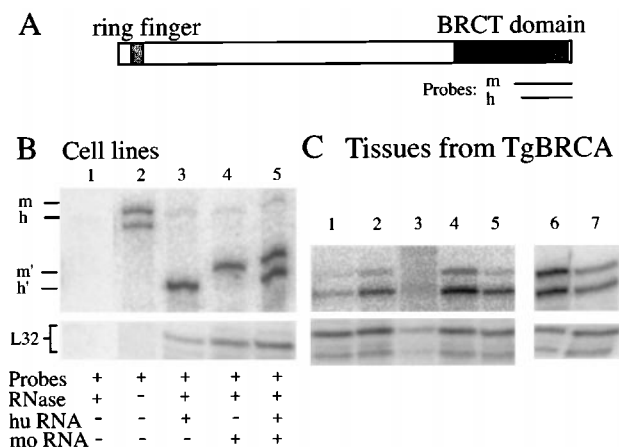 A
ring finger BRCT domain
Probes: m
h
B Cell lines
C Tissues from TgBRCA
1 2 3 4 5
m
h
m'
h'
L32
1 2 3 4 5 6 7
Probes + + + + +
RNase + - + + +
hu RNA - - + - +
mo RNA - - - + +